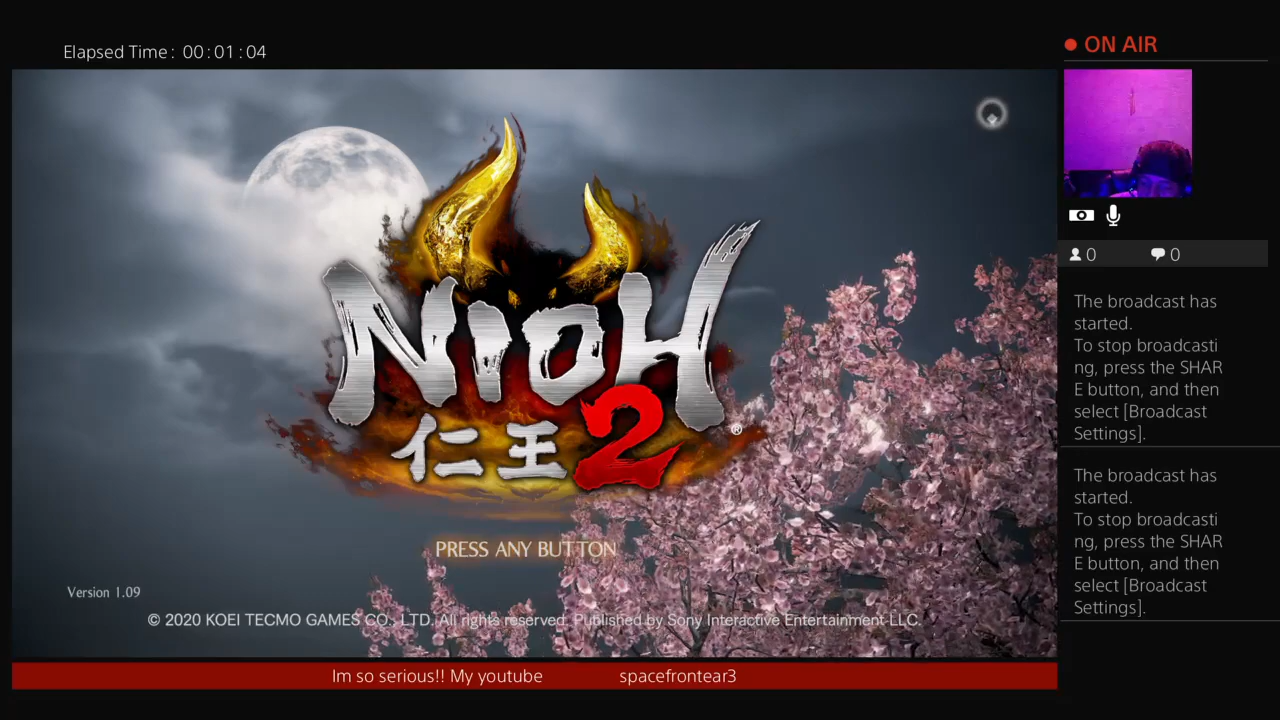 Elapsed Time: 00:01:04
ON AIR
NIOH
仁王2
®
PRESS ANY BUTTON
Version 1.09
© 2020 KOEI TECMO GAMES CO., LTD. All rights reserved. Published by Sony Interactive Entertainment LLC.
Im so serious!! My youtube spacefrontear3
0 0
The broadcast has
started.
To stop broadcasti
ng, press the SHAR
E button, and then
select [Broadcast
Settings].
The broadcast has
started.
To stop broadcasti
ng, press the SHAR
E button, and then
select [Broadcast
Settings].